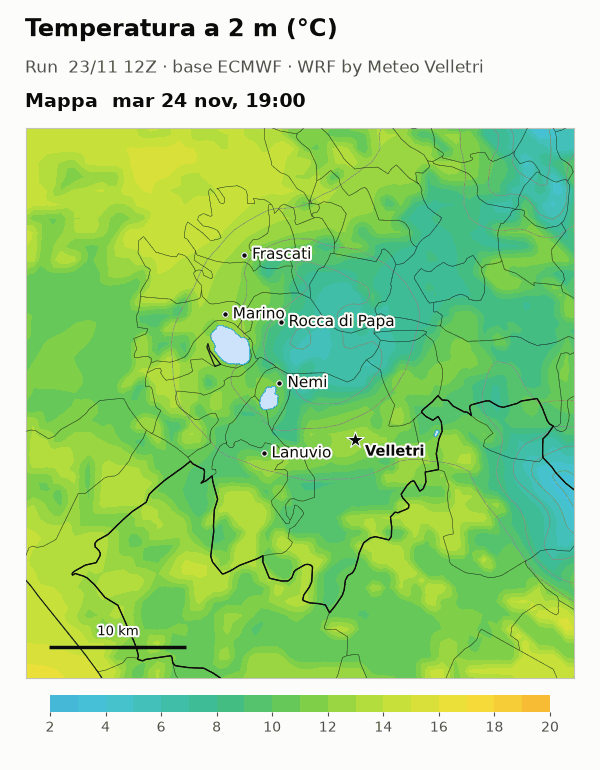 Temperatura a 2 m (°C)
Run  23/11 12Z · base ECMWF · WRF by Meteo Velletri
Mappa  mar 24 nov, 19:00
Frascati
Marino
Rocca di Papa
Nemi
Velletri
Lanuvio
10 km
2 4 6 8 10 12 14 16 18 20